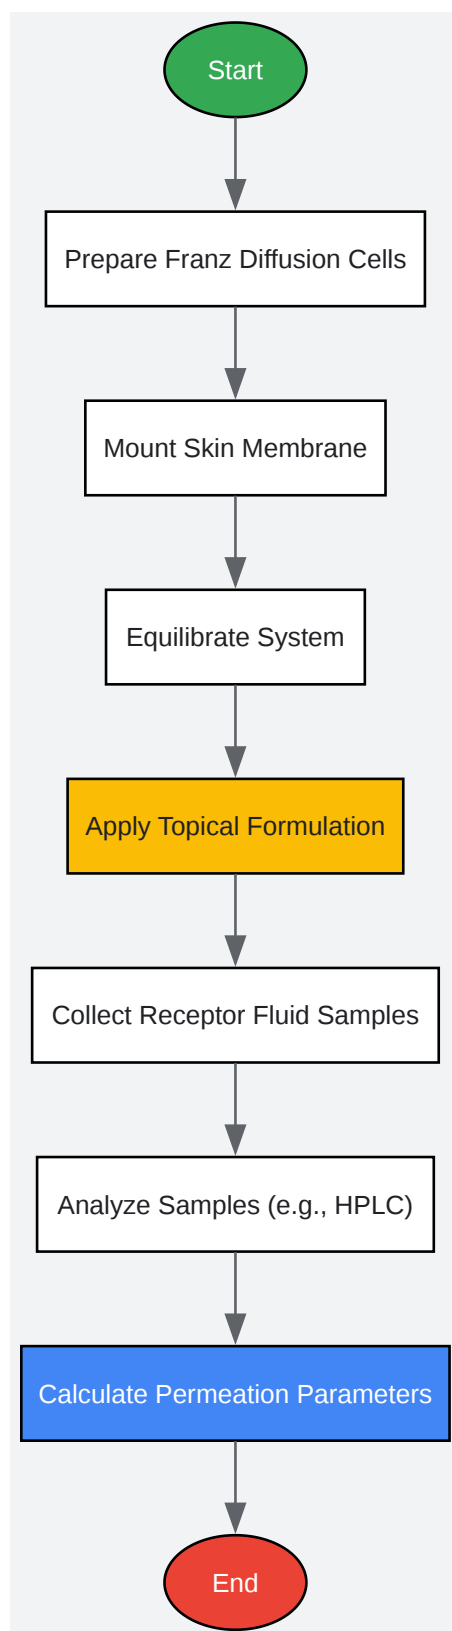 Start
Prepare Franz Diffusion Cells
Mount Skin Membrane
Equilibrate System
Apply Topical Formulation
Collect Receptor Fluid Samples
Analyze Samples (e.g., HPLC)
Calculate Permeation Parameters
End